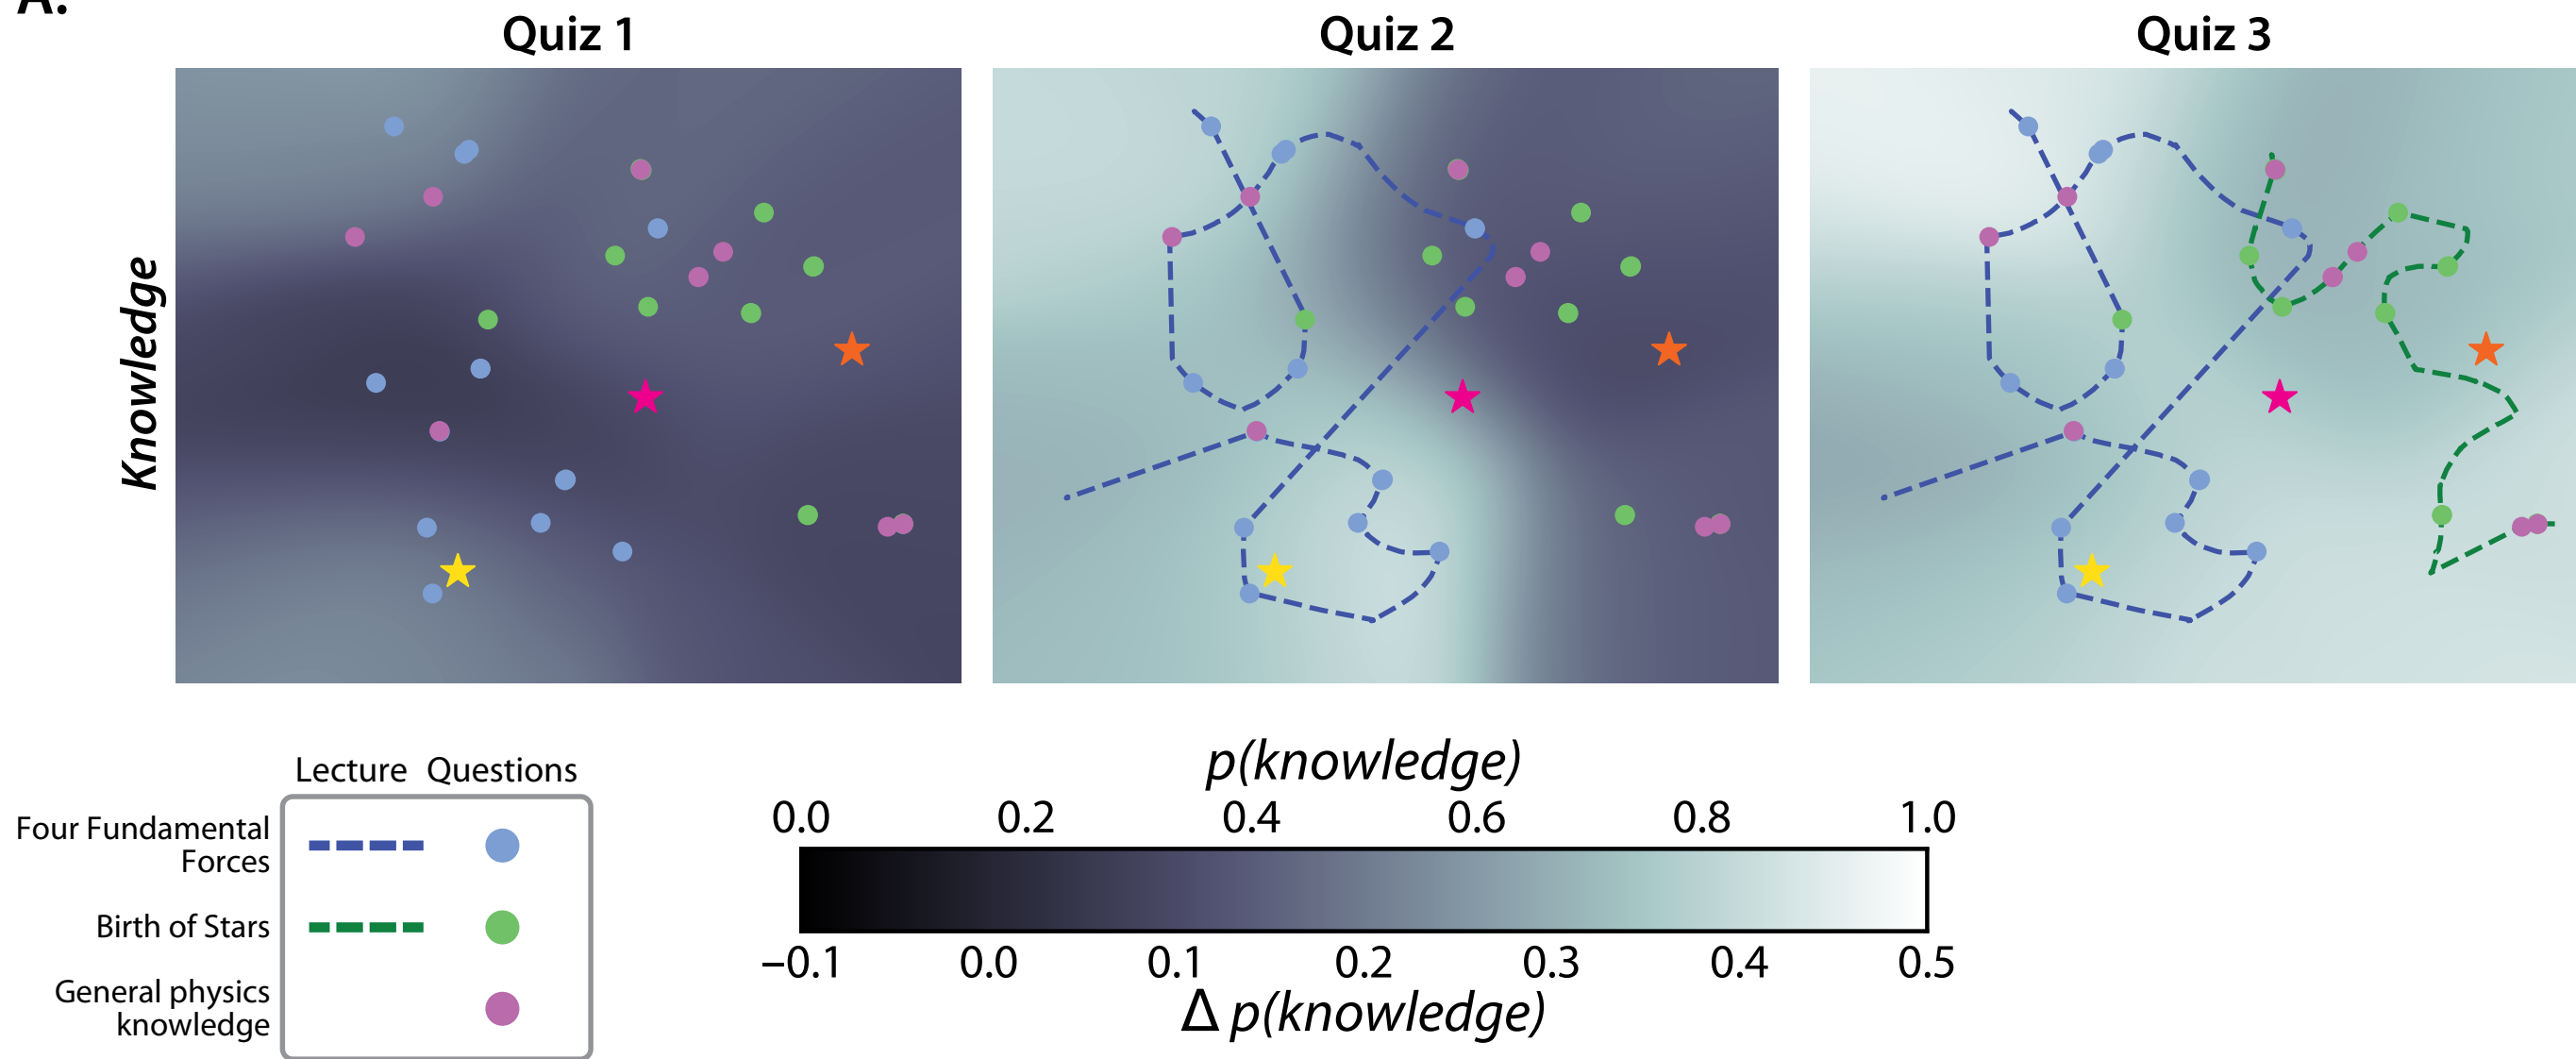 A.
Quiz 1
Quiz 2
Quiz 3
Knowledge
Lecture Questions
Four Fundamental
Forces
Birth of Stars
General physics
knowledge
p(knowledge)
0.0 0.2 0.4 0.6 0.8 1.0
−0.1 0.0 0.1 0.2 0.3 0.4 0.5
Δ p(knowledge)